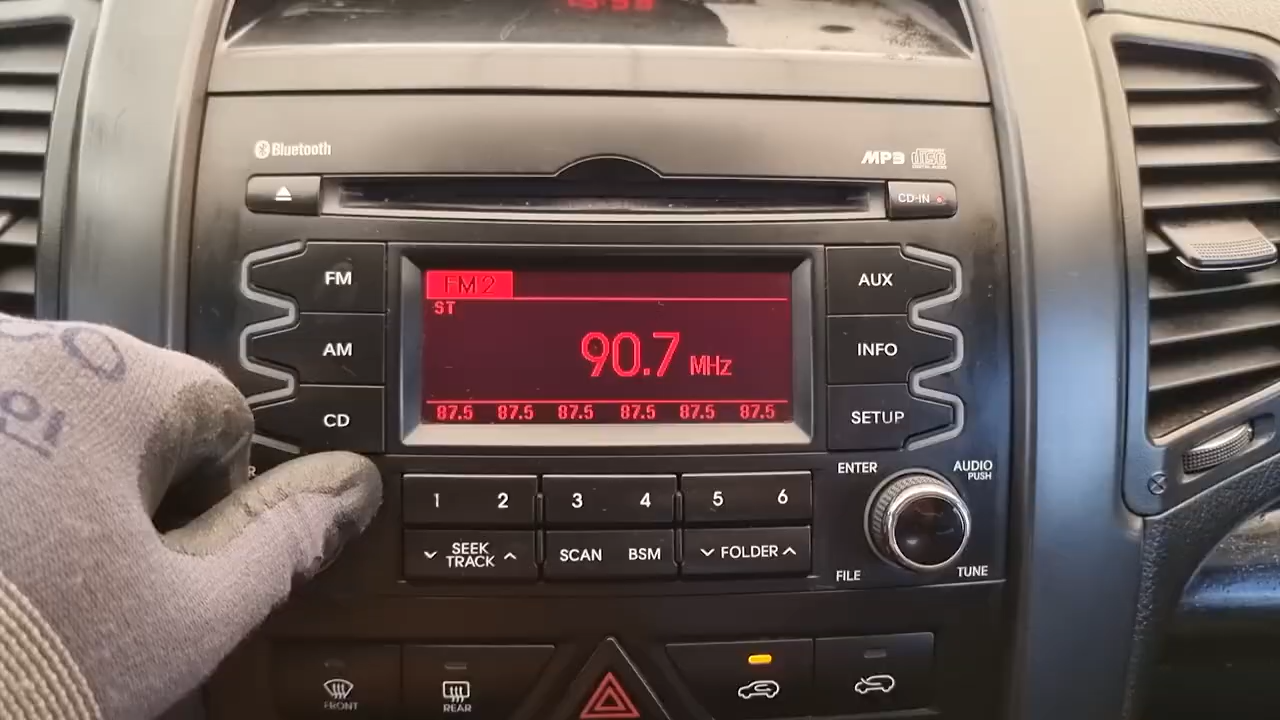 Bluetooth
MP3
CD-IN
FM
AM
CD
FM 2
ST
90.7 MHz
87.5 87.5 87.5 87.5 87.5 87.5
AUX
INFO
SETUP
1 2 3 4 5 6
SEEK
TRACK
SCAN BSM
FOLDER
ENTER
AUDIO
PUSH
FILE
TUNE
FRONT
REAR